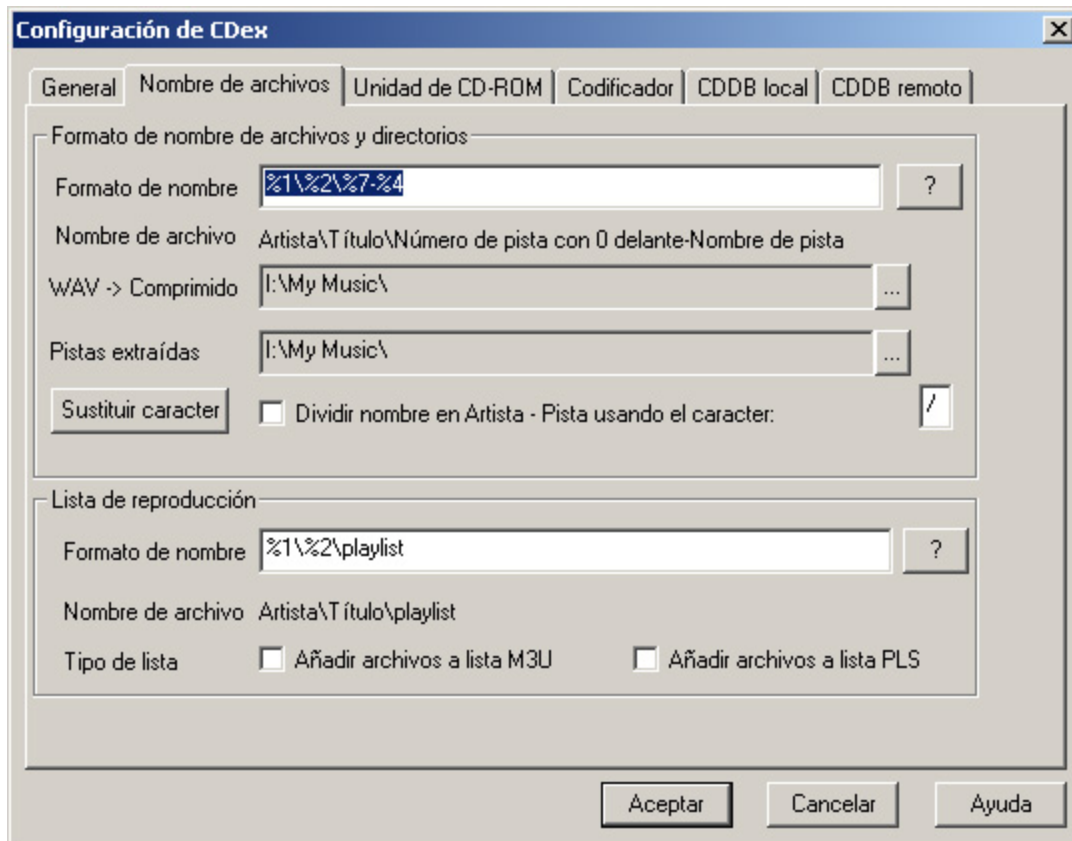 Configuración de CDex
General Nombre de archivos Unidad de CD-ROM Codificador CDDB local CDDB remoto
Formato de nombre de archivos y directorios
Formato de nombre %1\%2\%7-%4 ?
Nombre de archivo Artista\Título\Número de pista con 0 delante-Nombre de pista
WAV -> Comprimido I:\My Music\ ...
Pistas extraídas I:\My Music\ ...
Sustituir caracter Dividir nombre en Artista - Pista usando el caracter: /
Lista de reproducción
Formato de nombre %1\%2\playlist ?
Nombre de archivo Artista\Título\playlist
Tipo de lista Añadir archivos a lista M3U Añadir archivos a lista PLS
Aceptar Cancelar Ayuda